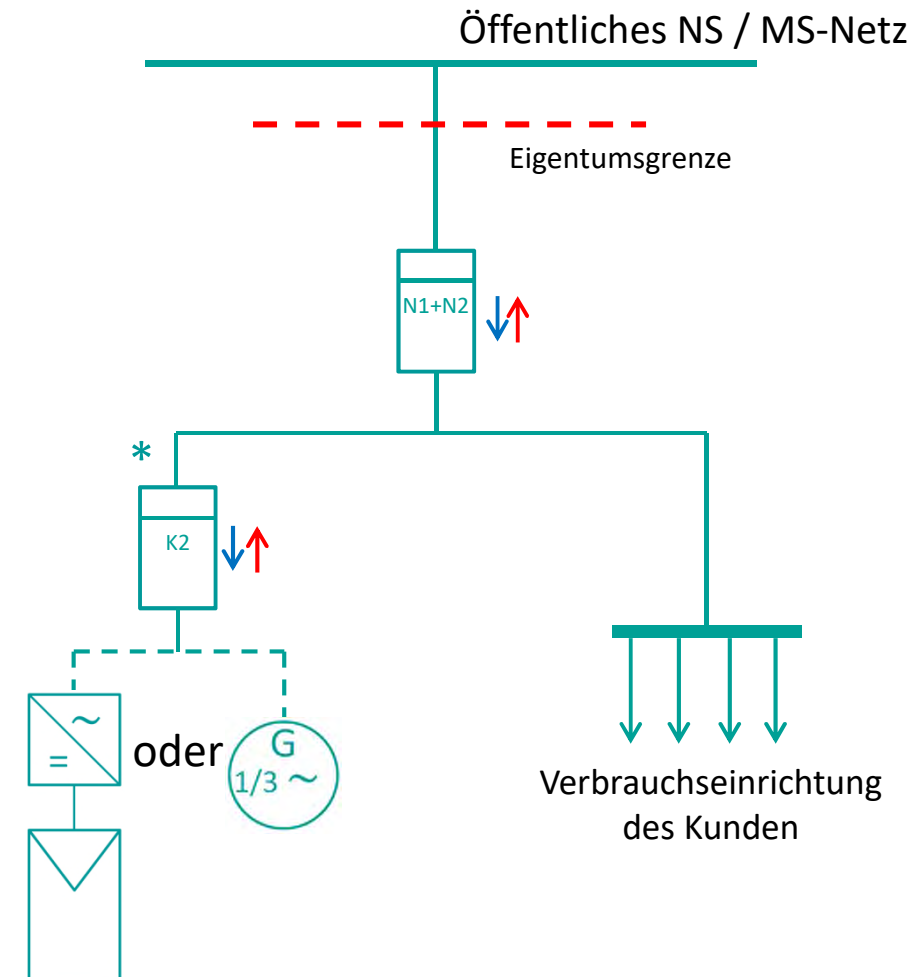 Öffentliches NS / MS-Netz
Eigentumsgrenze
N1+N2
*
K2
~
=
oder
G
1/3 ~
Verbrauchseinrichtung
des Kunden